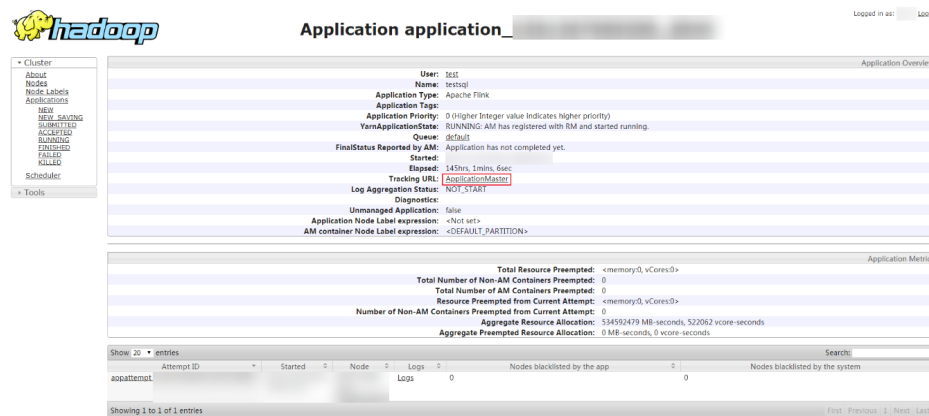 Logged in as:
Log
hadoop
Application application_
Cluster
About
Nodes
Node Labels
Applications
NEW
NEW_SAVING
SUBMITTED
ACCEPTED
RUNNING
FINISHED
FAILED
KILLED
Scheduler
Tools
Application Overvie
User: test
Name: testsql
Application Type: Apache Flink
Application Tags:
Application Priority: 0 (Higher Integer value indicates higher priority)
YarnApplicationState: RUNNING: AM has registered with RM and started running.
Queue: default
FinalStatus Reported by AM: Application has not completed yet.
Started:
Elapsed: 145hrs, 1mins, 6sec
Tracking URL: ApplicationMaster
Log Aggregation Status: NOT_START
Diagnostics:
Unmanaged Application: false
Application Node Label expression: <Not set>
AM container Node Label expression: <DEFAULT_PARTITION>
Application Metric
Total Resource Preempted: <memory:0, vCores:0>
Total Number of Non-AM Containers Preempted: 0
Total Number of AM Containers Preempted: 0
Resource Preempted from Current Attempt: <memory:0, vCores:0>
Number of Non-AM Containers Preempted from Current Attempt: 0
Aggregate Resource Allocation: 534592479 MB-seconds, 522062 vcore-seconds
Aggregate Preempted Resource Allocation: 0 MB-seconds, 0 vcore-seconds
Show 20 entries Search:
Attempt ID Started Node Logs Nodes blacklisted by the app Nodes blacklisted by the system
appattempt Logs 0 0
Showing 1 to 1 of 1 entries First Previous 1 Next Last